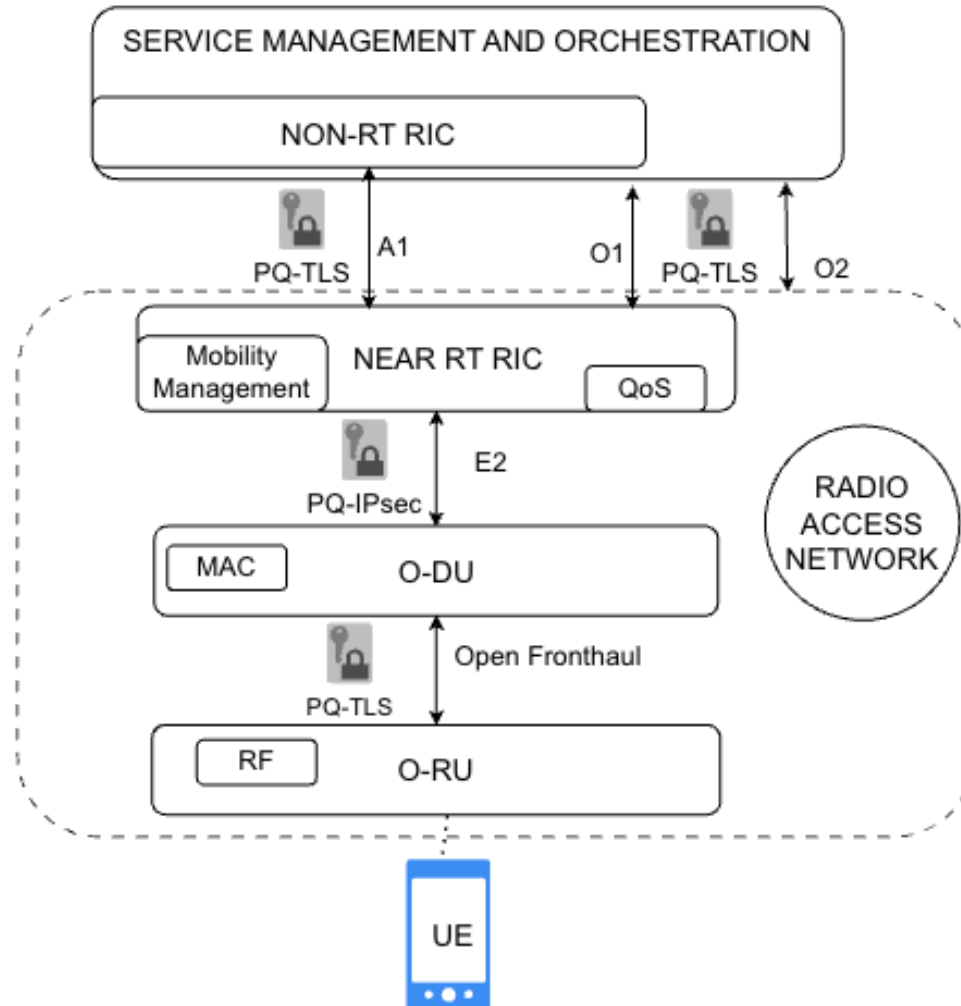 SERVICE MANAGEMENT AND ORCHESTRATION
NON-RT RIC
PQ-TLS
A1
O1
PQ-TLS
O2
Mobility
Management
NEAR RT RIC
QoS
PQ-IPsec
E2
RADIO
ACCESS
NETWORK
MAC
O-DU
PQ-TLS
Open Fronthaul
RF
O-RU
UE